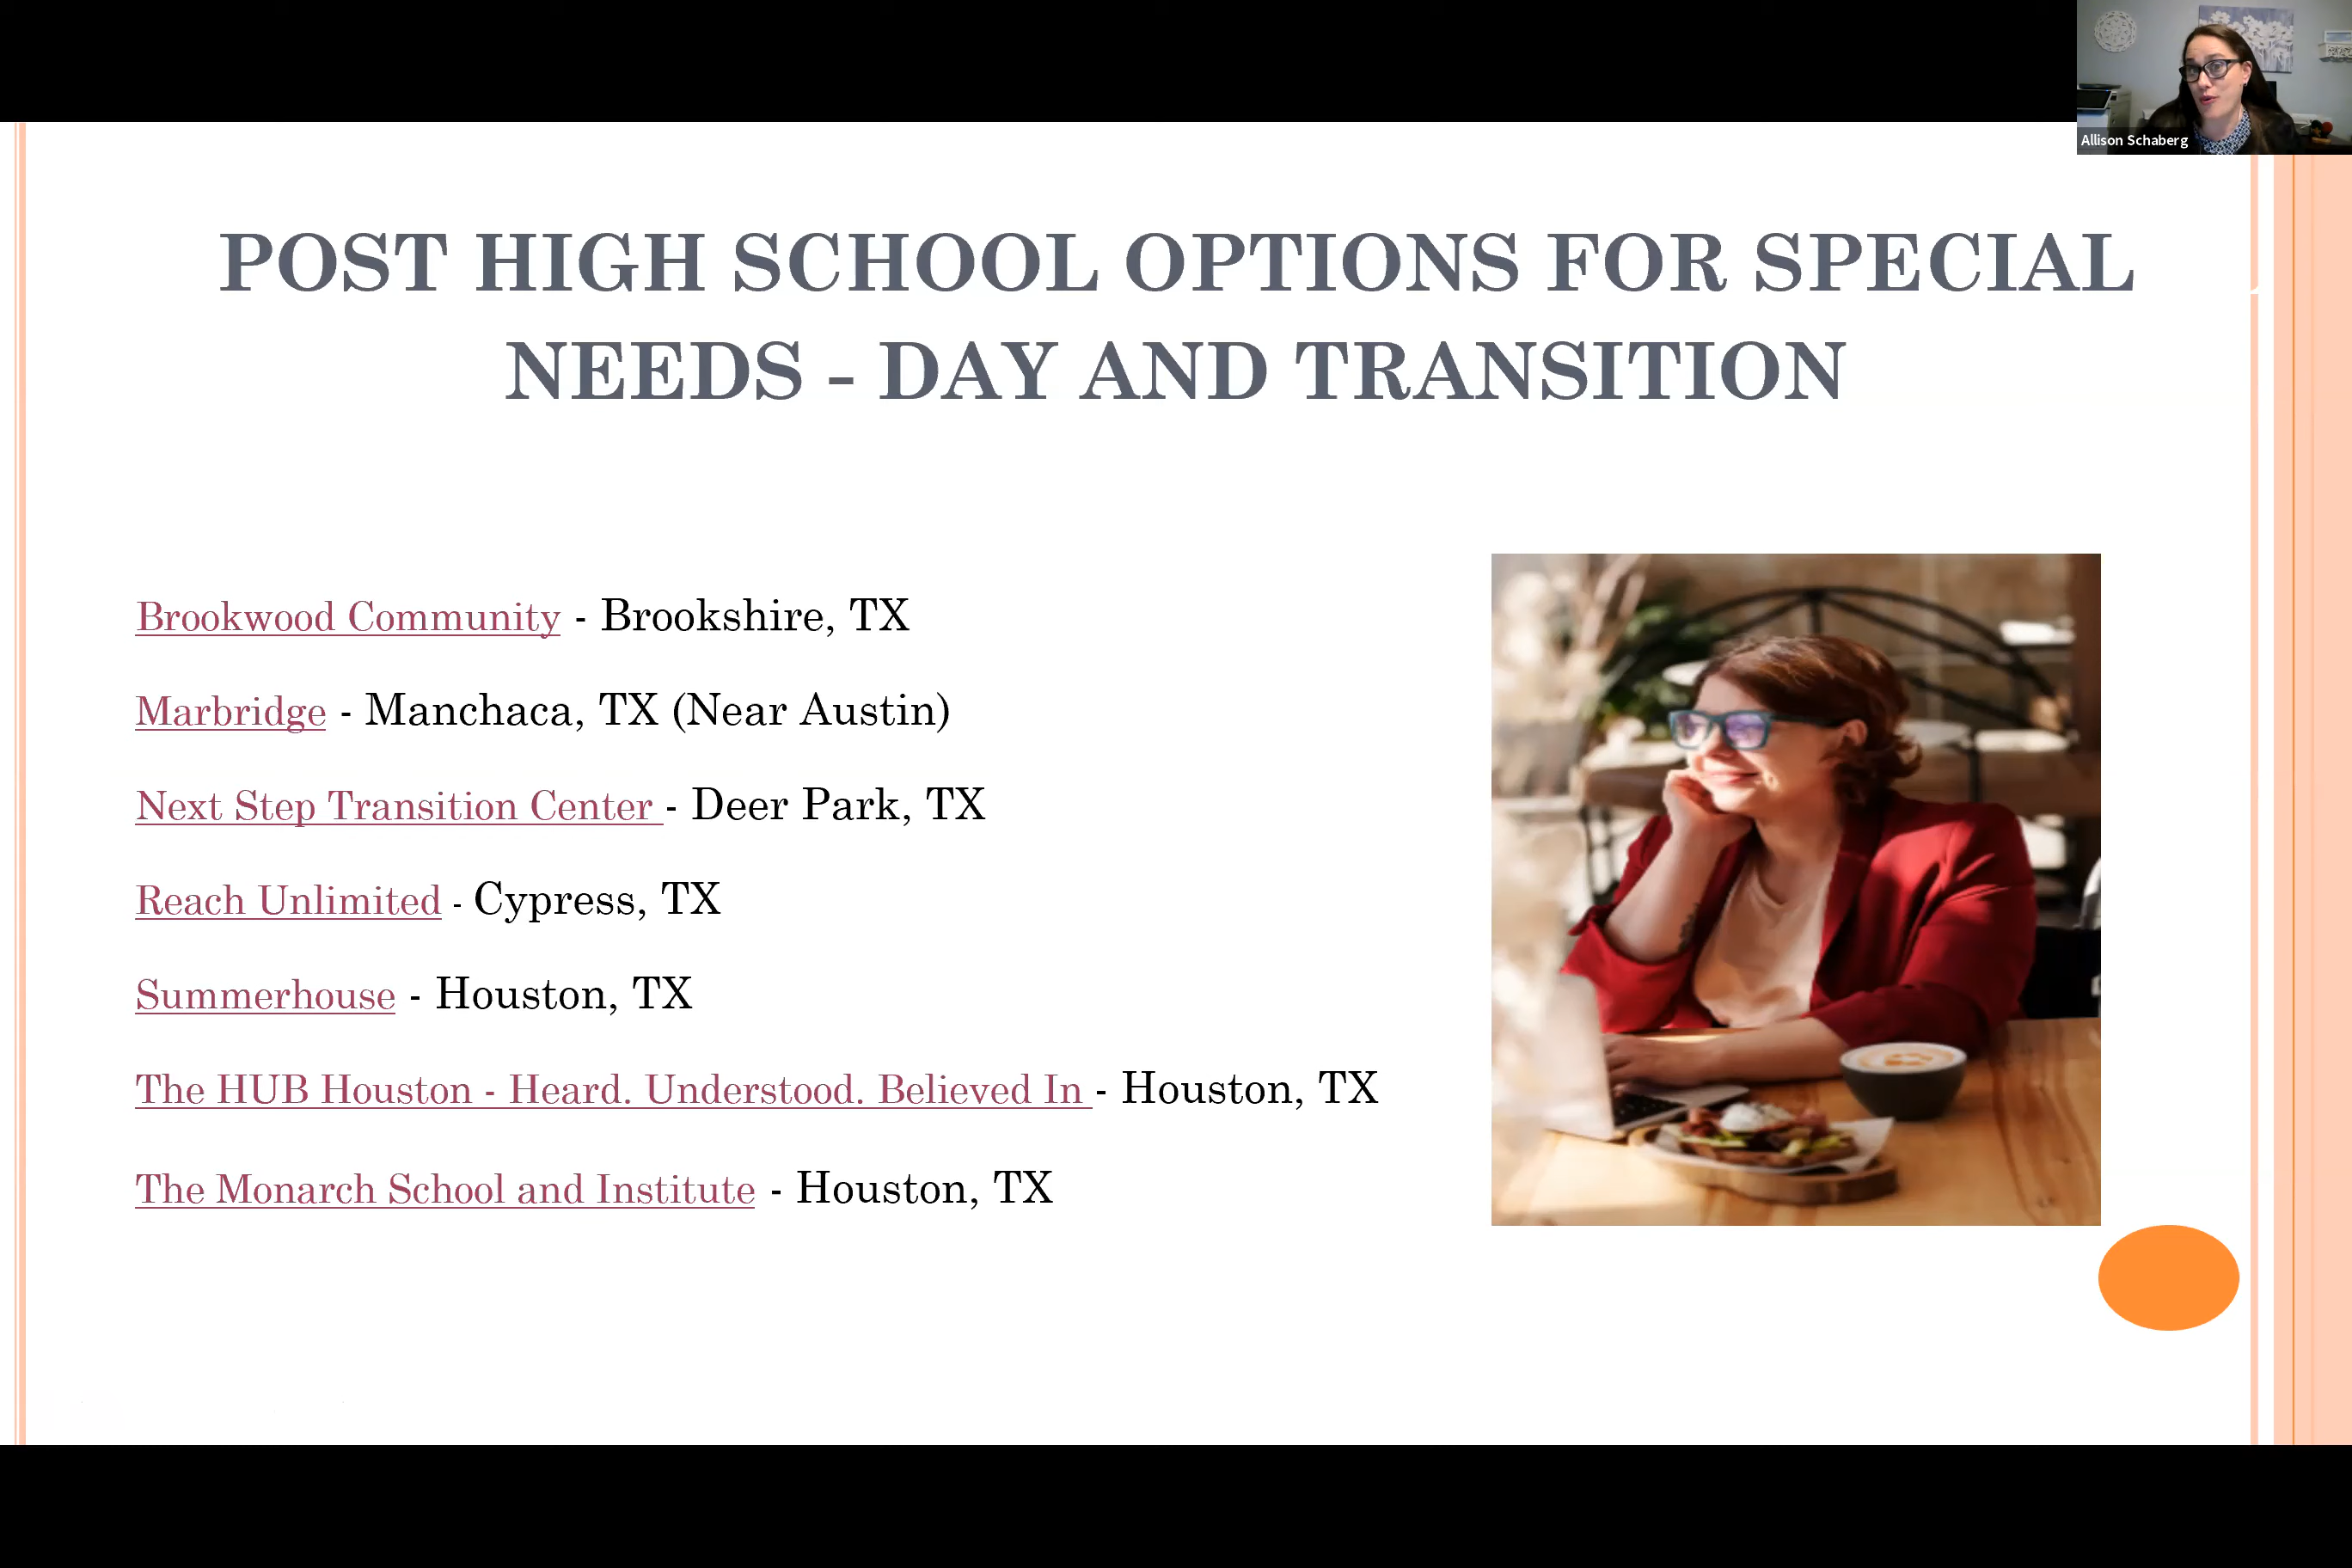 Allison Schaberg
POST HIGH SCHOOL OPTIONS FOR SPECIAL
NEEDS - DAY AND TRANSITION
Brookwood Community - Brookshire, TX
Marbridge - Manchaca, TX (Near Austin)
Next Step Transition Center - Deer Park, TX
Reach Unlimited - Cypress, TX
Summerhouse - Houston, TX
The HUB Houston - Heard. Understood. Believed In - Houston, TX
The Monarch School and Institute - Houston, TX